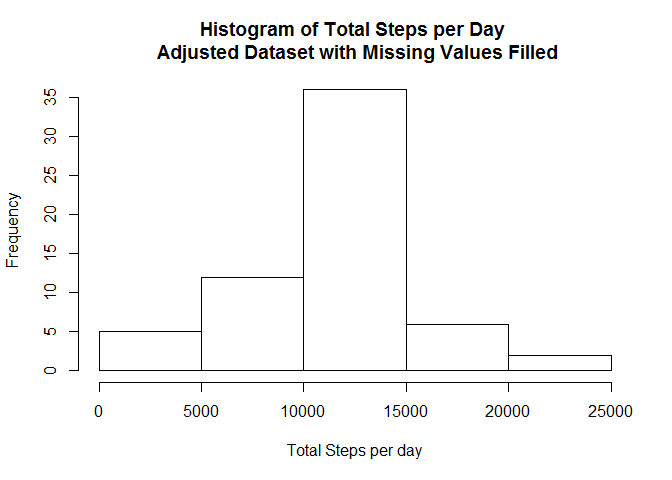 Histogram of Total Steps per Day
Adjusted Dataset with Missing Values Filled
Frequency
35
30
25
20
15
10
5
0
0 5000 10000 15000 20000 25000
Total Steps per day